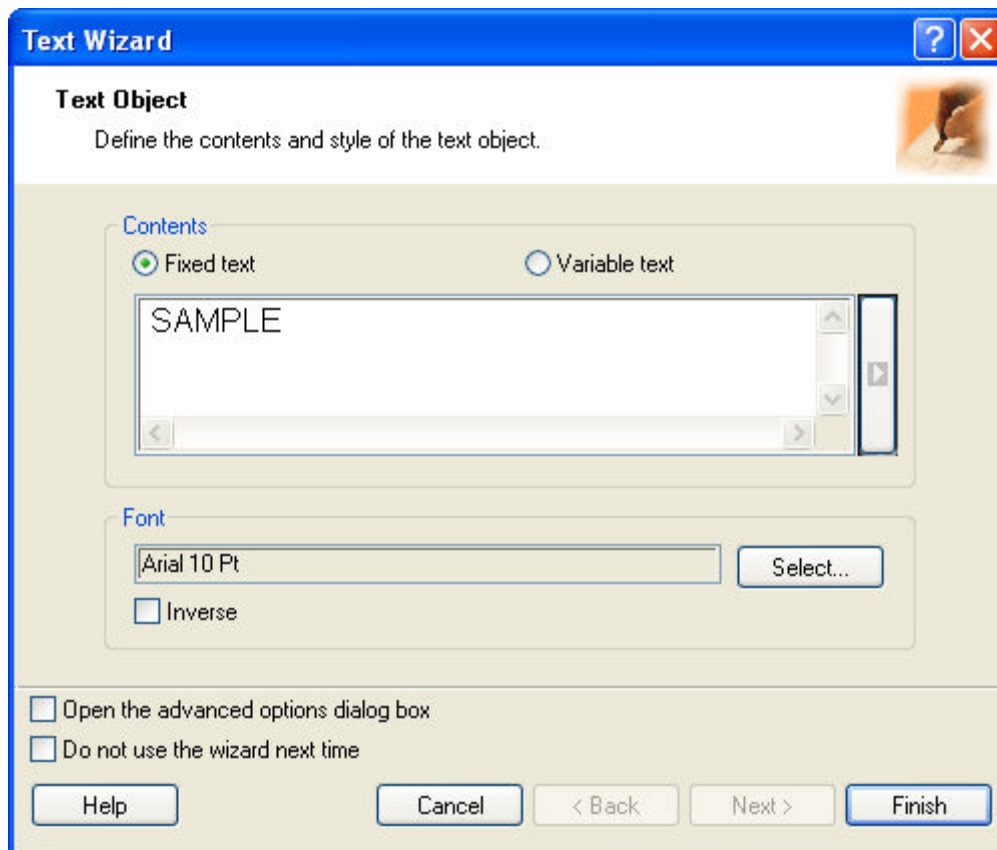 Text Wizard
Text Object
Define the contents and style of the text object.
Contents
Fixed text
Variable text
SAMPLE
Font
Arial 10 Pt
Select...
Inverse
Open the advanced options dialog box
Do not use the wizard next time
Help
Cancel
< Back
Next >
Finish